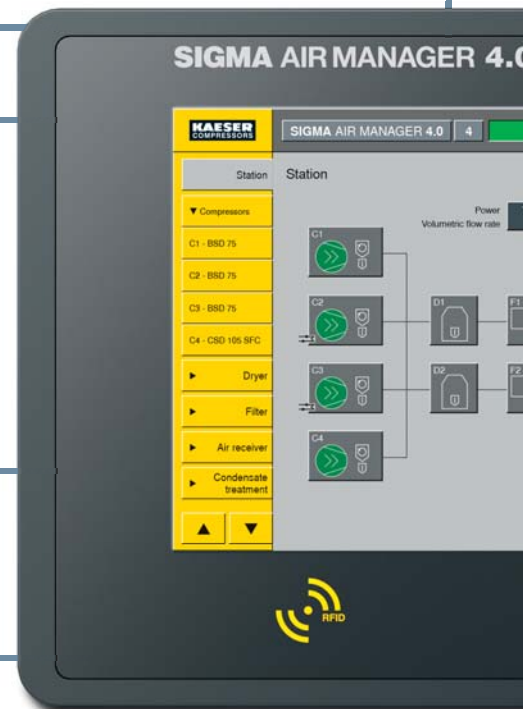 SIGMA AIR MANAGER 4.0
KAESER
COMPRESSORS
SIGMA AIR MANAGER 4.0 4
Station
Station
▼ Compressors
Power
Volumetric flow rate
C1 - BSD 75
C2 - BSD 75
C3 - BSD 75
C4 - CSD 105 SFC
Dryer
Filter
Air receiver
Condensate
treatment
C1
C2
D1
F1
C3
D2
F2
C4
RFID